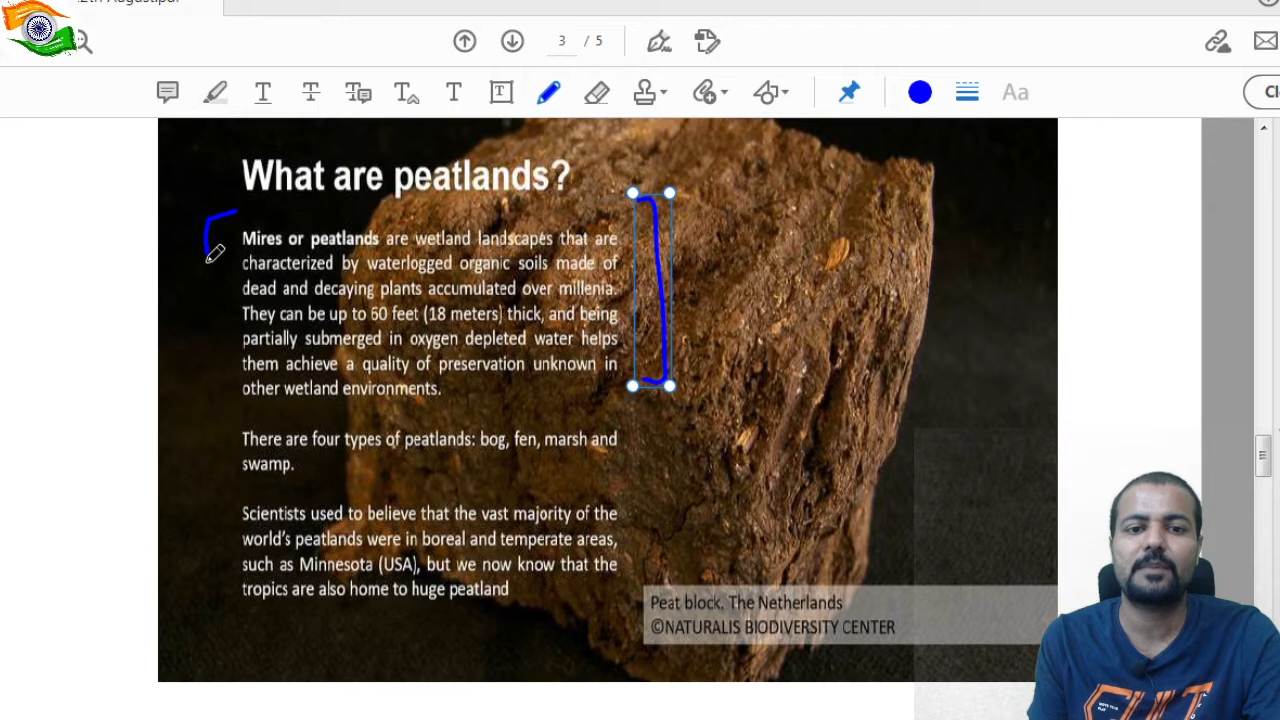 3 / 5
T T T T T T Aa
What are peatlands?
Mires or peatlands are wetland landscapes that are
characterized by waterlogged organic soils made of
dead and decaying plants accumulated over millenia.
They can be up to 60 feet (18 meters) thick, and being
partially submerged in oxygen depleted water helps
them achieve a quality of preservation unknown in
other wetland environments.
There are four types of peatlands: bog, fen, marsh and
swamp.
Scientists used to believe that the vast majority of the
world's peatlands were in boreal and temperate areas,
such as Minnesota (USA), but we now know that the
tropics are also home to huge peatland
Peat block. The Netherlands
©NATURALIS BIODIVERSITY CENTER